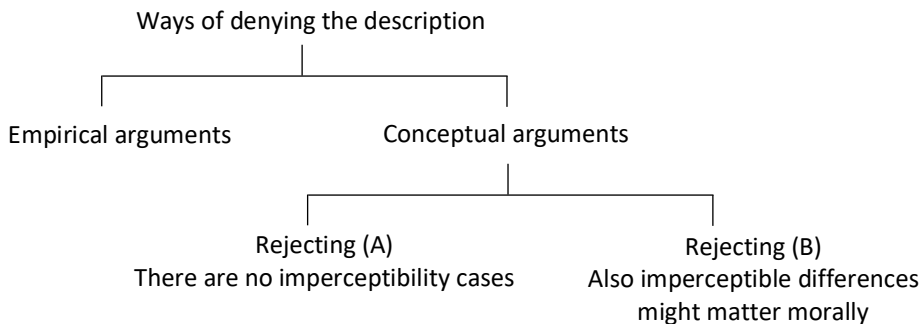 Ways of denying the description
Empirical arguments
Conceptual arguments
Rejecting (A)
There are no imperceptibility cases
Rejecting (B)
Also imperceptible differences
might matter morally